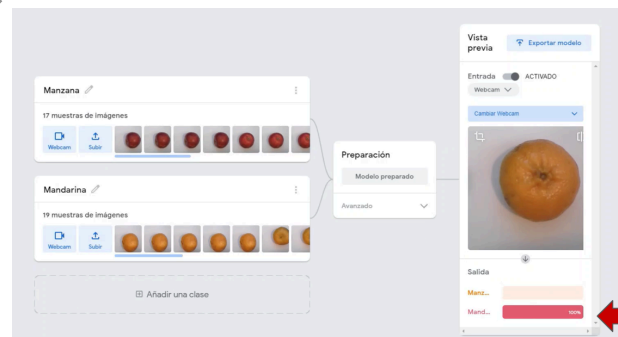 Manzana
17 muestras de imágenes
Webcam
Subir
Mandarina
19 muestras de imágenes
Webcam
Subir
Añadir una clase
Preparación
Modelo preparado
Avanzado
Vista previa
Exportar modelo
Entrada ACTIVADO
Webcam
Cambiar Webcam
Salida
Manz...
Mand... 100%